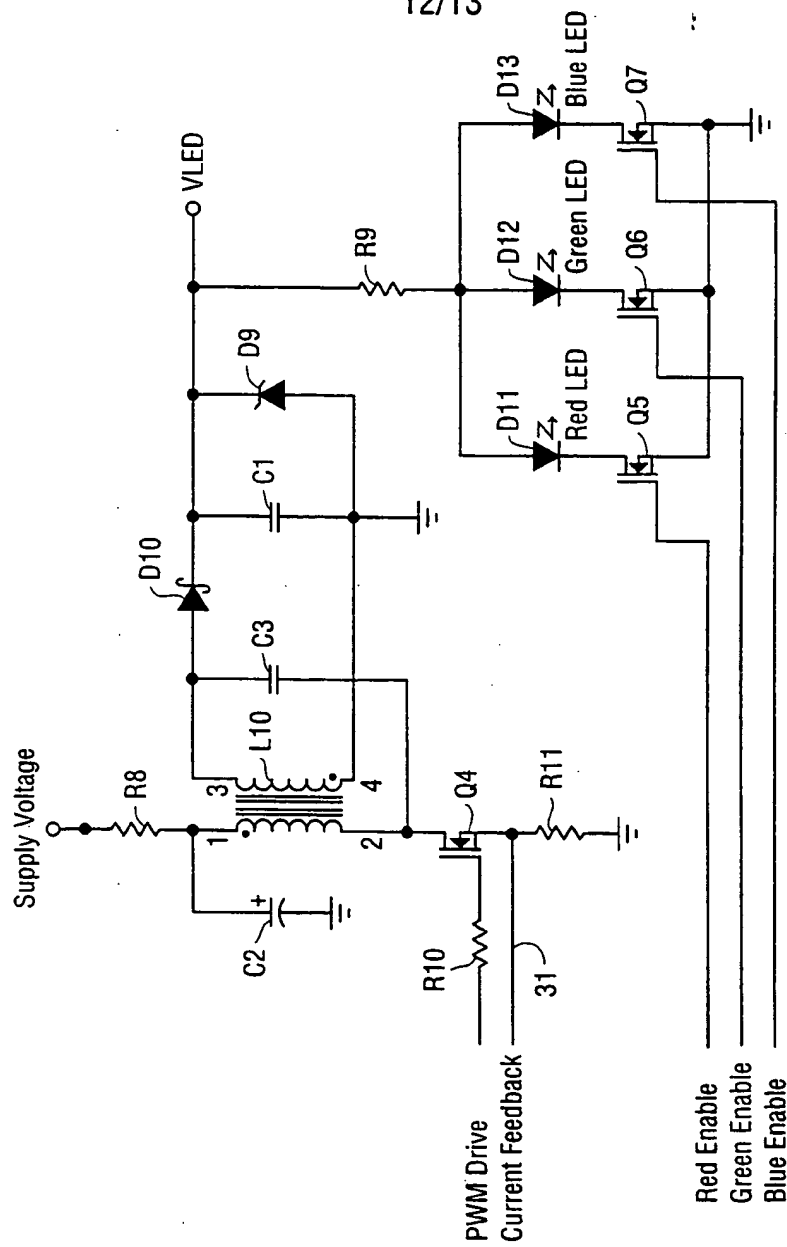 12/13
Supply Voltage
R8
1
3
L10
2
4
C2
+
C3
D10
C1
D9
VLED
R9
R10
Q4
R11
31
PWM Drive
Current Feedback
D11
Red LED
Q5
D12
Green LED
Q6
D13
Blue LED
Q7
Red Enable
Green Enable
Blue Enable